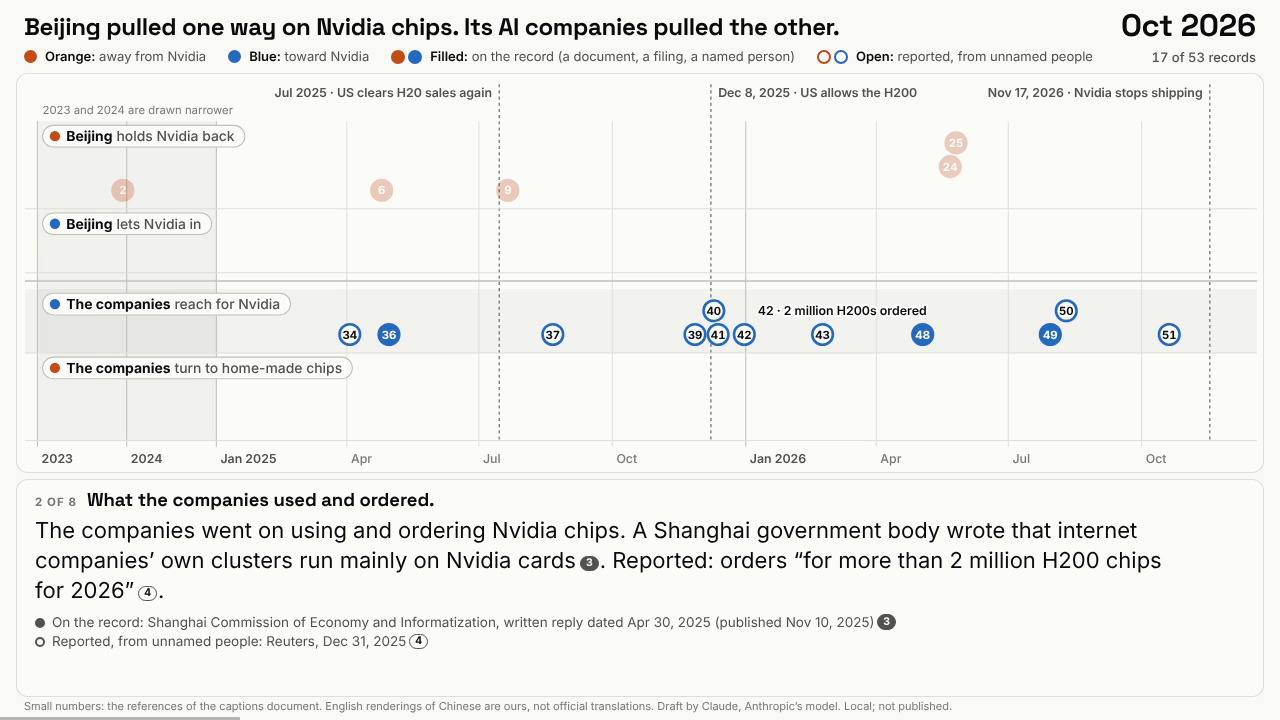 Beijing pulled one way on Nvidia chips. Its AI companies pulled the other.
Oct 2026
Orange: away from Nvidia
Blue: toward Nvidia
Filled: on the record (a document, a filing, a named person)
Open: reported, from unnamed people
17 of 53 records
Jul 2025 · US clears H20 sales again
Dec 8, 2025 · US allows the H200
Nov 17, 2026 · Nvidia stops shipping
2023 and 2024 are drawn narrower
Beijing holds Nvidia back
25
24
2
6
9
Beijing lets Nvidia in
The companies reach for Nvidia
40
42 · 2 million H200s ordered
50
34
36
37
39
41
42
43
48
49
51
The companies turn to home-made chips
2023
2024
Jan 2025
Apr
Jul
Oct
Jan 2026
Apr
Jul
Oct
2 OF 8 What the companies used and ordered.
The companies went on using and ordering Nvidia chips. A Shanghai government body wrote that internet
companies’ own clusters run mainly on Nvidia cards 3. Reported: orders “for more than 2 million H200 chips
for 2026” 4.
On the record: Shanghai Commission of Economy and Informatization, written reply dated Apr 30, 2025 (published Nov 10, 2025) 3
Reported, from unnamed people: Reuters, Dec 31, 2025 4
Small numbers: the references of the captions document. English renderings of Chinese are ours, not official translations. Draft by Claude, Anthropic’s model. Local; not published.